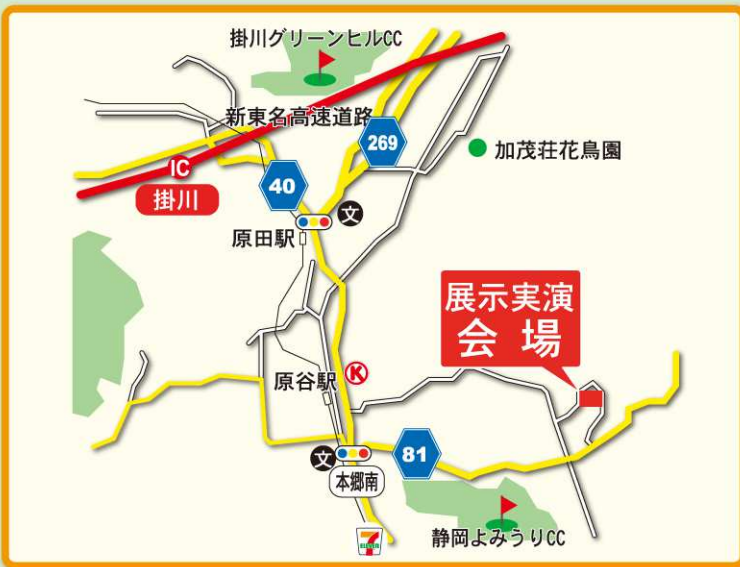 掛川グリーンヒルCC
新東名高速道路
269
加茂荘花鳥園
IC
掛川
40
文
原田駅
展示実演
会場
原谷駅
K
文
81
本郷南
7
ELEVEN
静岡よみうりCC